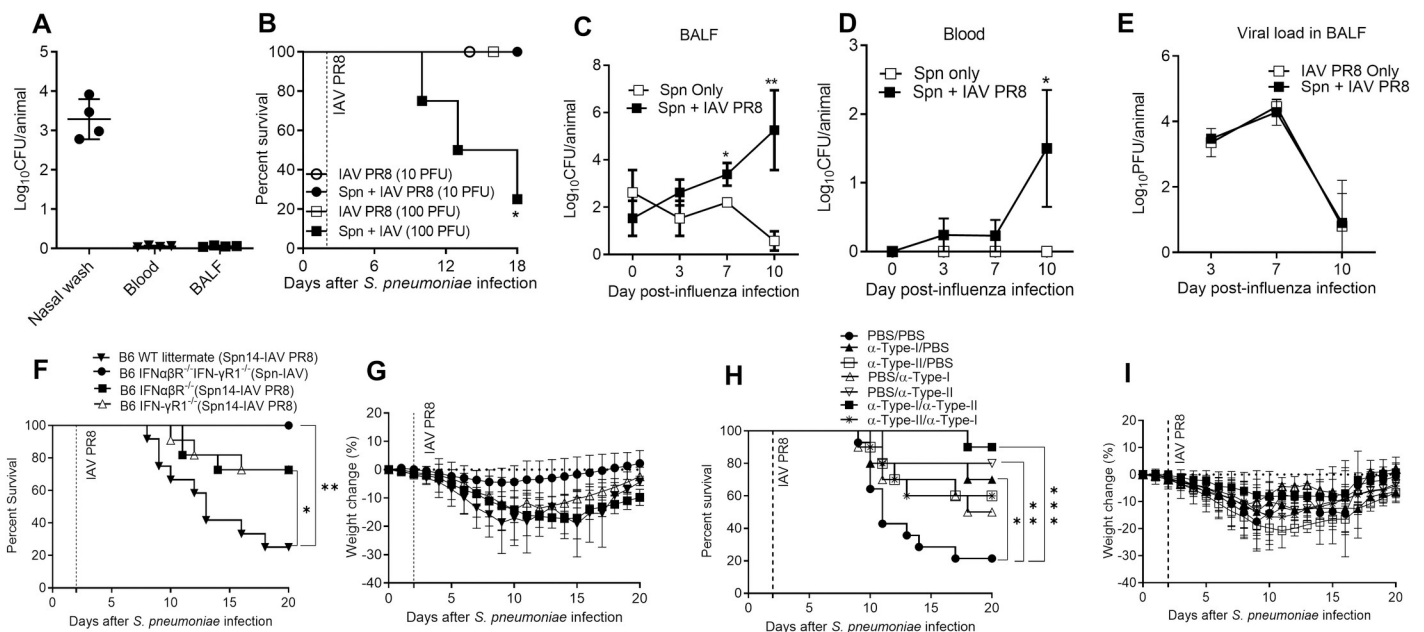 A
Log10CFU/animal
5
4
3
2
1
0
Nasal wash
Blood
BALF
B
Percent survival
100
80
60
40
20
0
IAV PR8
IAV PR8 (10 PFU)
Spn + IAV PR8 (10 PFU)
IAV PR8 (100 PFU)
Spn + IAV (100 PFU)
*
0 6 12 18
Days after S. pneumoniae infection
C
BALF
Log10CFU/animal
8
6
4
2
0
Spn Only
Spn + IAV PR8
*
**
0 3 7 10
Day post-influenza infection
D
Blood
Log10CFU/animal
3
2
1
0
Spn only
Spn + IAV PR8
*
0 3 7 10
Day post-influenza infection
E
Viral load in BALF
Log10PFU/animal
6
4
2
0
IAV PR8 Only
Spn + IAV PR8
3 7 10
Day post-influenza infection
F
B6 WT littermate (Spn14-IAV PR8)
B6 IFNαβR-/-IFN-γR1-/-(Spn-IAV)
B6 IFNαβR-/-(Spn14-IAV PR8)
B6 IFN-γR1-/-(Spn14-IAV PR8)
Percent Survival
100
80
60
40
20
0
IAV PR8
**
*
0 5 10 15 20
Days after S. pneumoniae infection
G
Weight change (%)
20
10
0
-10
-20
-30
-40
IAV PR8
0 5 10 15 20
Days after S. pneumoniae infection
H
PBS/PBS
α-Type-I/PBS
α-Type-II/PBS
PBS/α-Type-I
PBS/α-Type-II
α-Type-I/α-Type-II
α-Type-II/α-Type-I
Percent survival
100
80
60
40
20
0
IAV PR8
*
**
***
0 5 10 15 20
Days after S. pneumoniae infection
I
Weight change (%)
20
10
0
-10
-20
-30
-40
IAV PR8
0 5 10 15 20
Days after S. pneumoniae infection